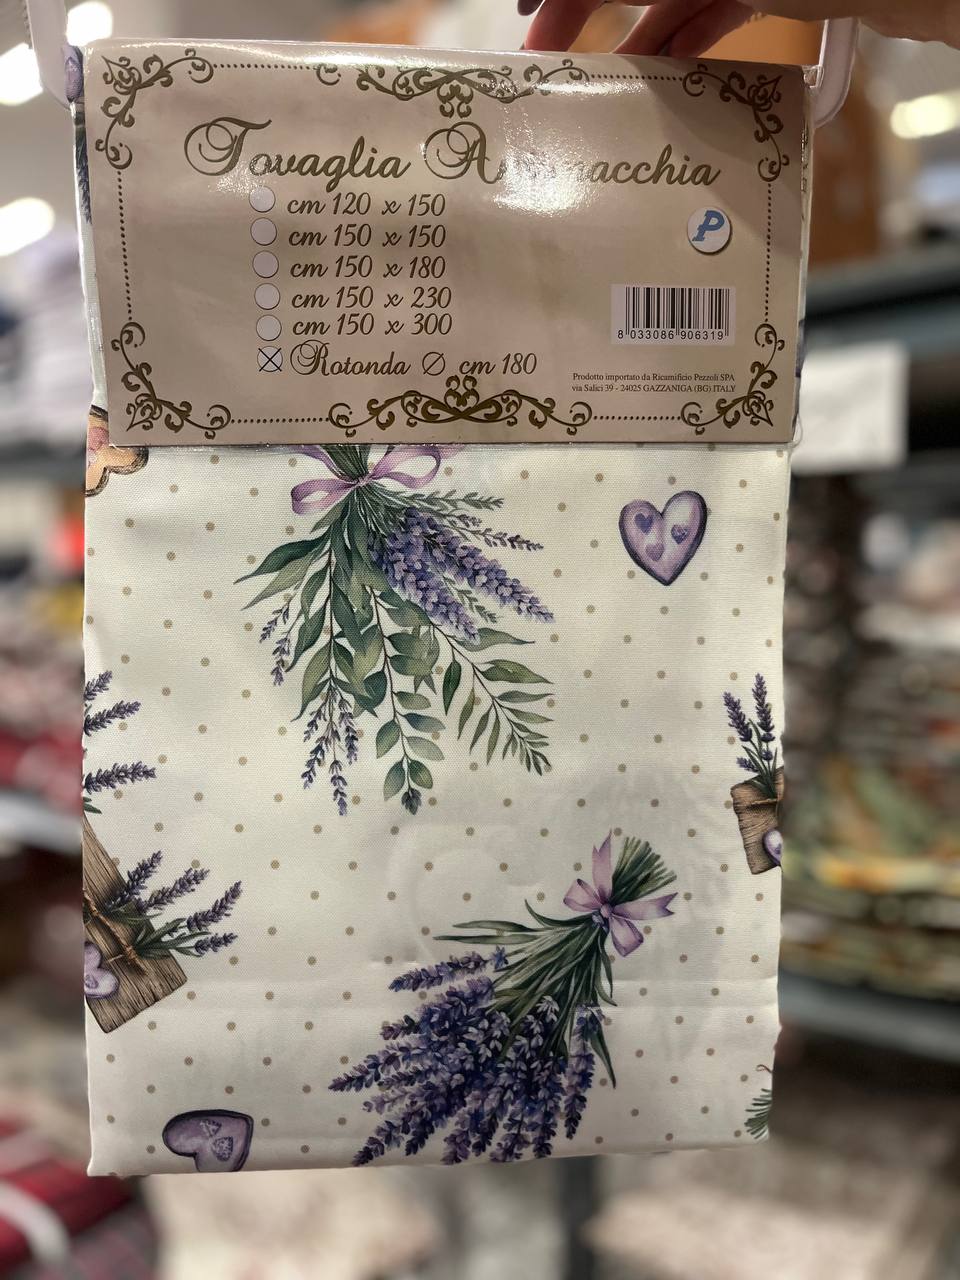 Tovaglia
cm 120 x 150
cm 150 x 150
P
cm 150 x 180
cm 150 x 230
cm 150 x 300
8 033086 906319
Rotonda Ø cm 180
Prodotto importato da Ricamificio Pezzoli SPA
via Salici 39 - 24025 GAZZANIGA (BG) ITALY